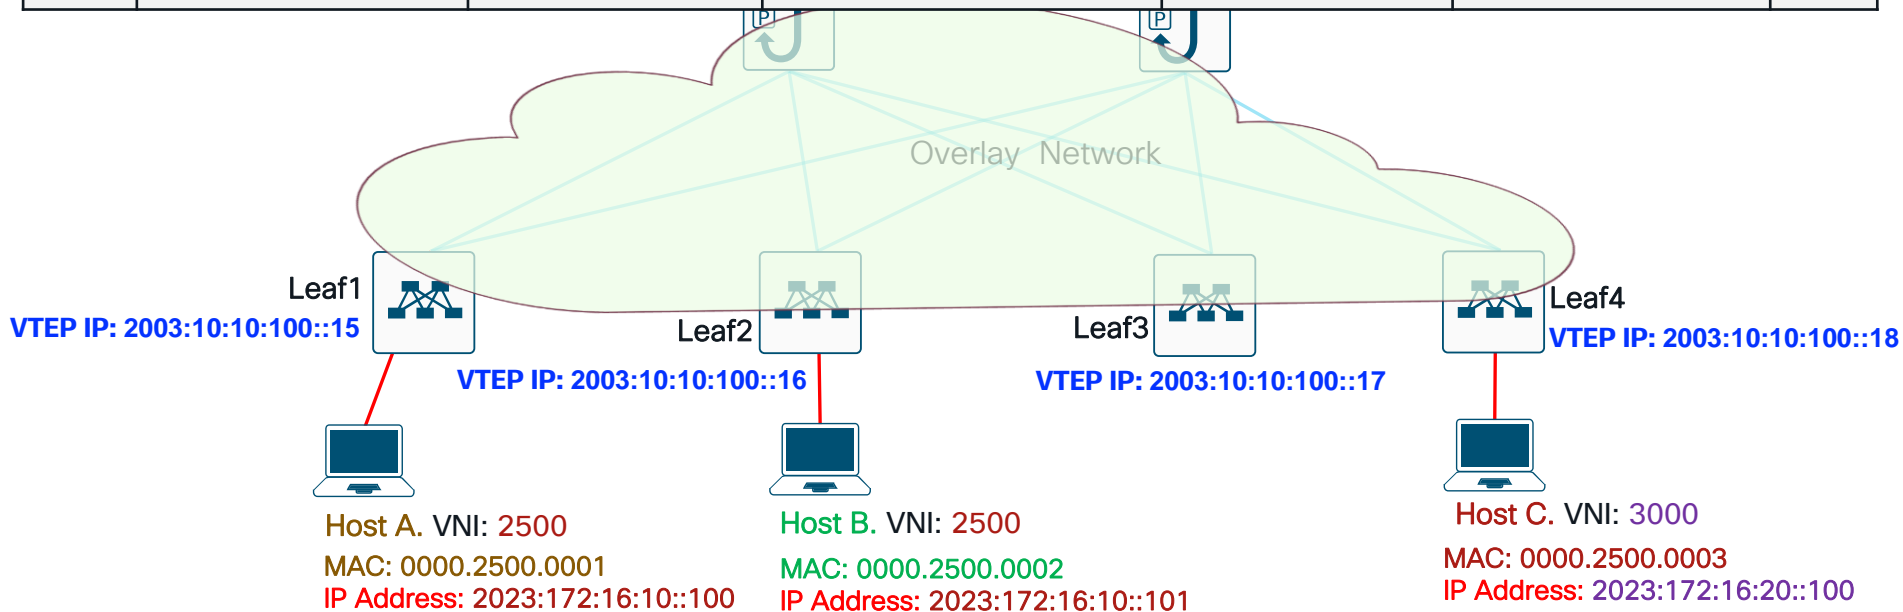 P
P
Overlay Network
Leaf1
VTEP IP: 2003:10:10:100::15
Leaf2
VTEP IP: 2003:10:10:100::16
Leaf3
VTEP IP: 2003:10:10:100::17
Leaf4
VTEP IP: 2003:10:10:100::18
Host A. VNI: 2500
MAC: 0000.2500.0001
IP Address: 2023:172:16:10::100
Host B. VNI: 2500
MAC: 0000.2500.0002
IP Address: 2023:172:16:10::101
Host C. VNI: 3000
MAC: 0000.2500.0003
IP Address: 2023:172:16:20::100